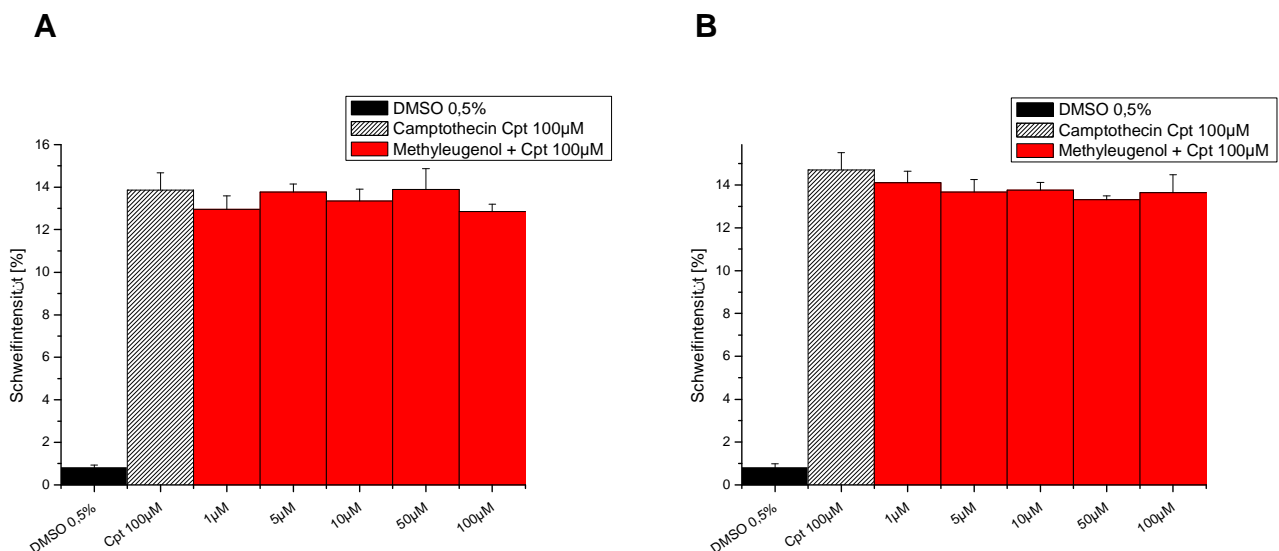 A
DMSO 0,5%
Camptothecin Cpt 100µM
Methyleugenol + Cpt 100µM
16
14
12
10
8
6
4
2
0
DMSO 0,5%
Cpt 100µM
1µM
5µM
10µM
50µM
100µM
B
DMSO 0,5%
Camptothecin Cpt 100µM
Methyleugenol + Cpt 100µM
Schweifintensität [%]
14
12
10
8
6
4
2
0
DMSO 0,5%
Cpt 100µM
1µM
5µM
10µM
50µM
100µM